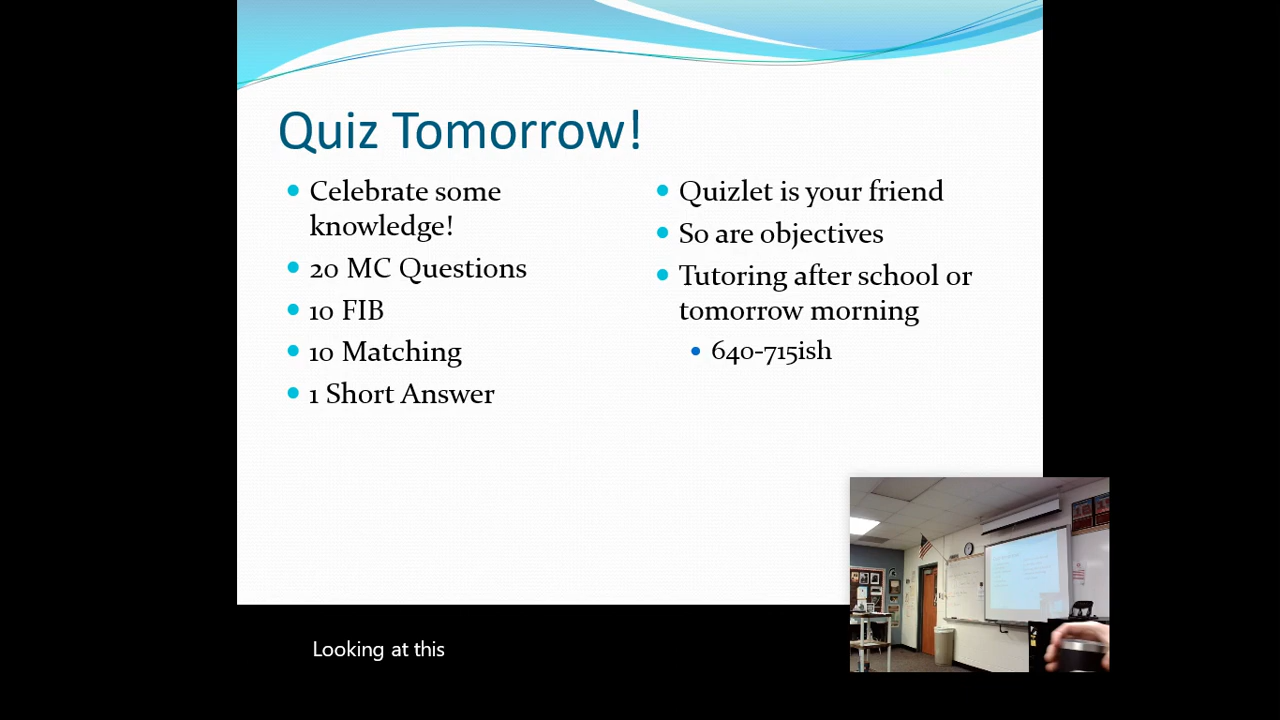 Quiz Tomorrow!
Celebrate some
knowledge!
20 MC Questions
10 FIB
10 Matching
1 Short Answer
Quizlet is your friend
So are objectives
Tutoring after school or
tomorrow morning
640-715ish
Looking at this